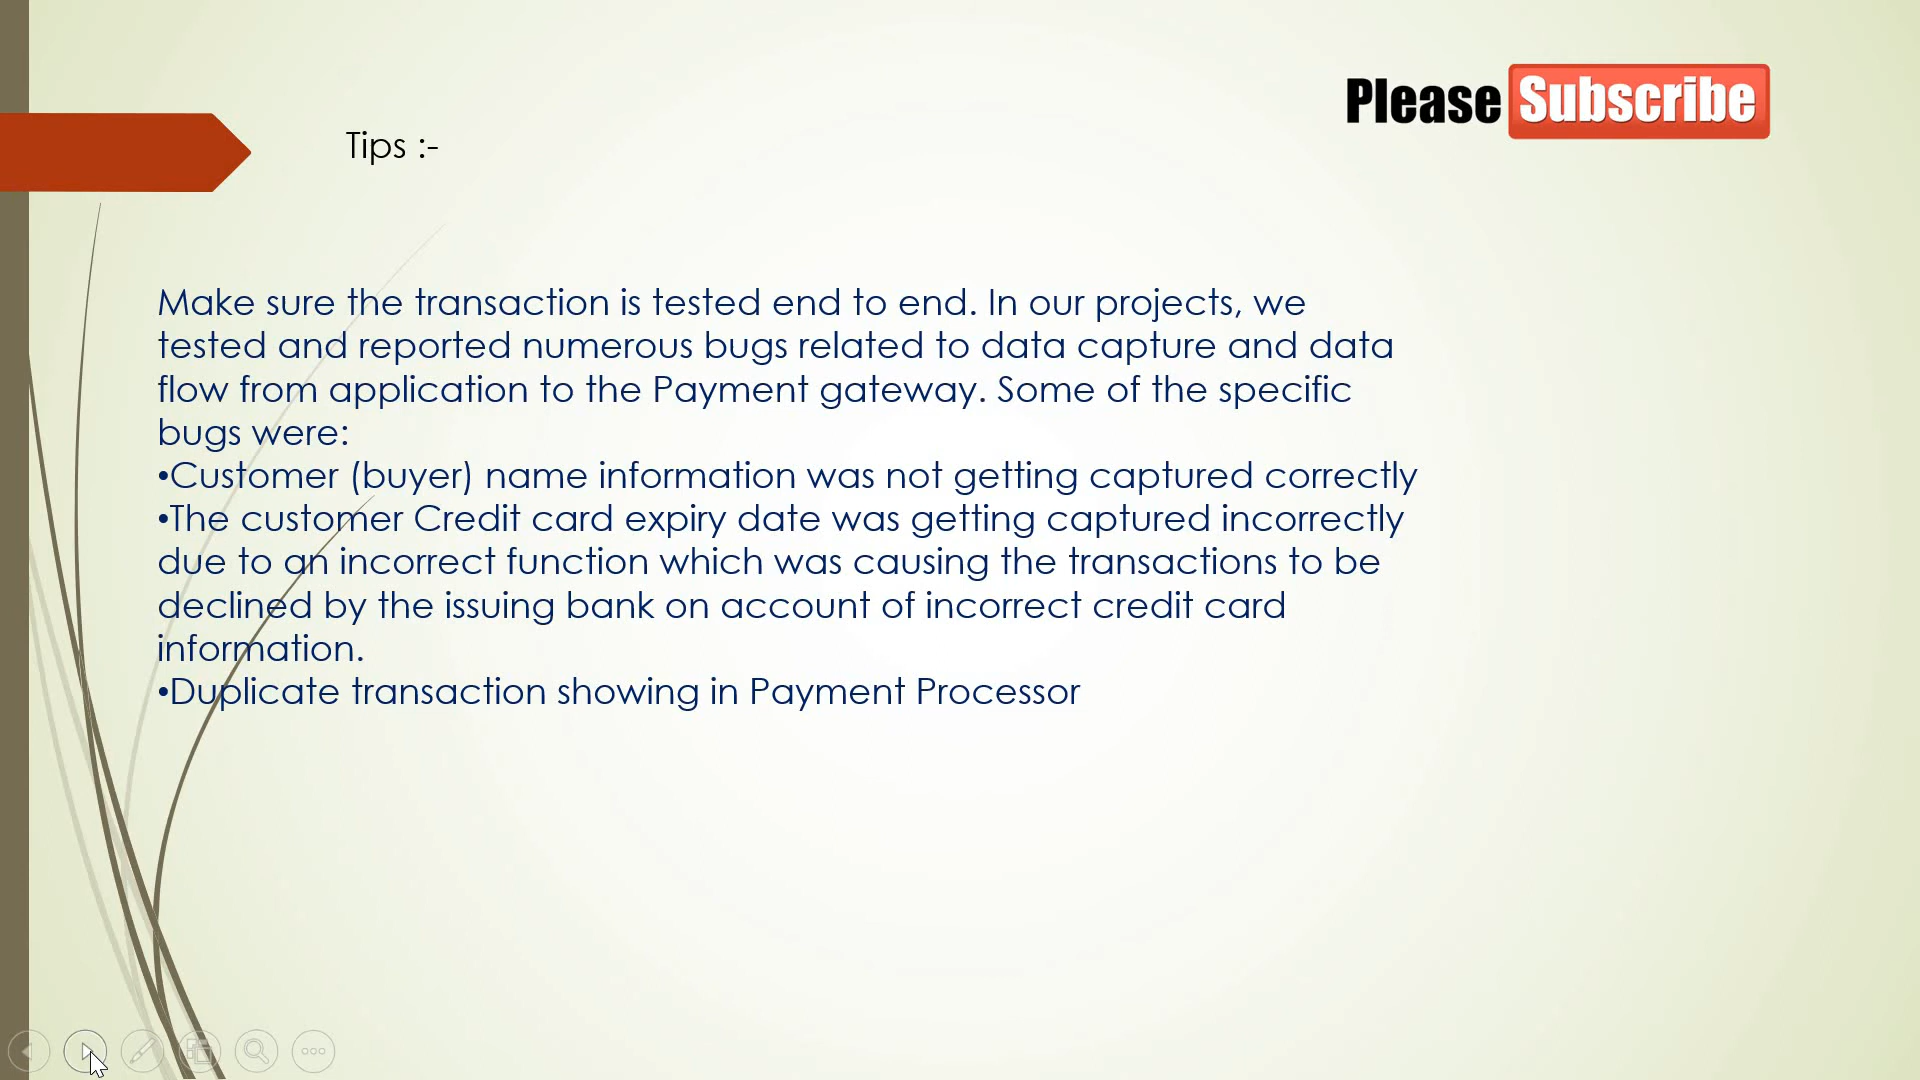 Please Subscribe
Tips :-
Make sure the transaction is tested end to end. In our projects, we
tested and reported numerous bugs related to data capture and data
flow from application to the Payment gateway. Some of the specific
bugs were:
•Customer (buyer) name information was not getting captured correctly
•The customer Credit card expiry date was getting captured incorrectly
due to an incorrect function which was causing the transactions to be
declined by the issuing bank on account of incorrect credit card
information.
•Duplicate transaction showing in Payment Processor